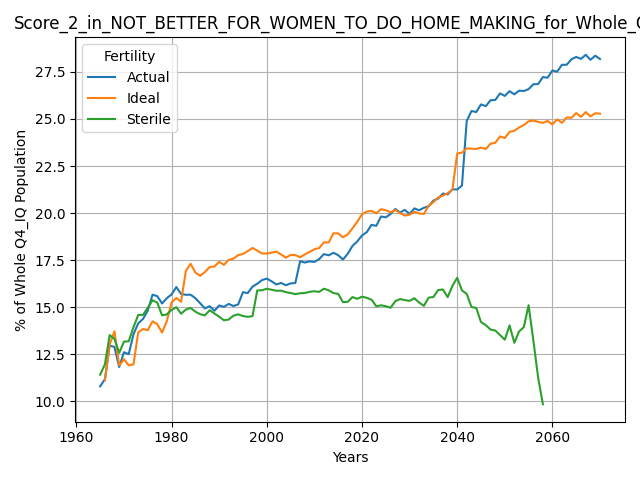 Score_2_in_NOT_BETTER_FOR_WOMEN_TO_DO_HOME_MAKING_for_Whole_
Fertility
Actual
Ideal
Sterile
27.5
25.0
22.5
20.0
17.5
15.0
12.5
10.0
% of Whole Q4_IQ Population
1960 1980 2000 2020 2040 2060
Years